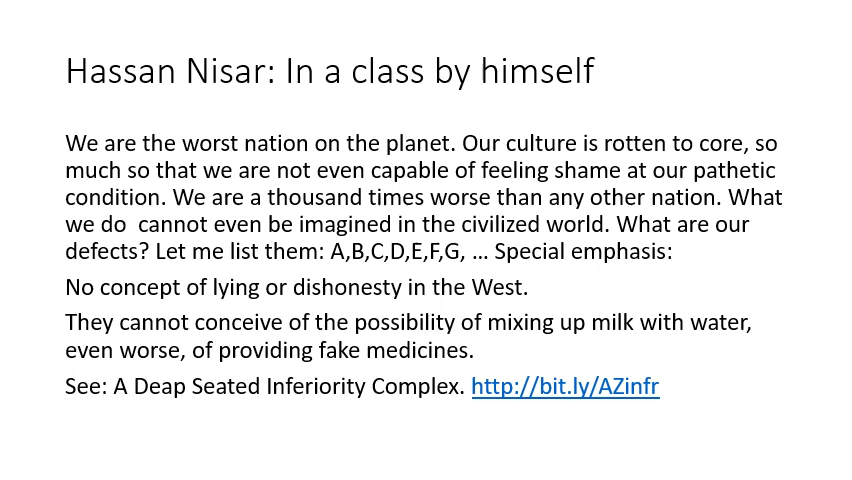 Hassan Nisar: In a class by himself
We are the worst nation on the planet. Our culture is rotten to core, so
much so that we are not even capable of feeling shame at our pathetic
condition. We are a thousand times worse than any other nation. What
we do  cannot even be imagined in the civilized world. What are our
defects? Let me list them: A,B,C,D,E,F,G, … Special emphasis:
No concept of lying or dishonesty in the West.
They cannot conceive of the possibility of mixing up milk with water,
even worse, of providing fake medicines.
See: A Deap Seated Inferiority Complex. http://bit.ly/AZinfr